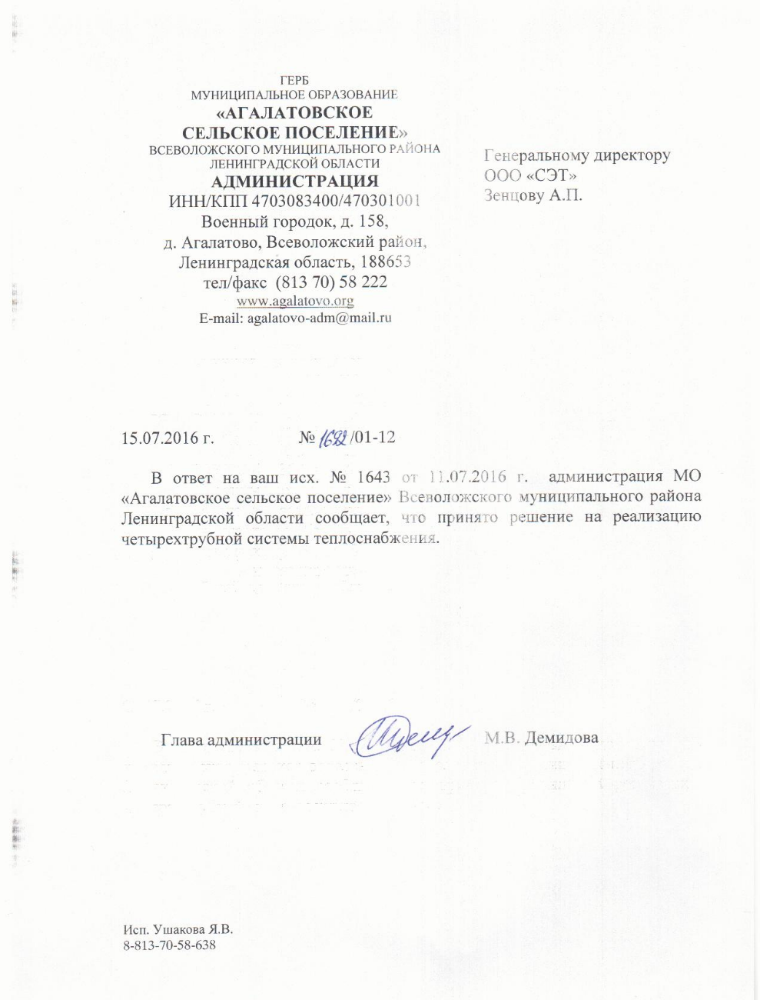 ГЕРБ
МУНИЦИПАЛЬНОЕ ОБРАЗОВАНИЕ
«АГАЛАТОВСКОЕ
СЕЛЬСКОЕ ПОСЕЛЕНИЕ»
ВСЕВОЛОЖСКОГО МУНИЦИПАЛЬНОГО РАЙОНА
ЛЕНИНГРАДСКОЙ ОБЛАСТИ
АДМИНИСТРАЦИЯ
ИНН/КПП 4703083400/470301001
Военный городок, д. 158,
д. Агалатово, Всеволожский район,
Ленинградская область, 188653
тел/факс (813 70) 58 222
www.agalatovo.org
E-mail: agalatovo-adm@mail.ru
Генеральному директору
ООО «СЭТ»
Зенцову А.П.
15.07.2016 г. № 1692/01-12
В ответ на ваш исх. № 1643 от 11.07.2016 г. администрация МО
«Агалатовское сельское поселение» Всеволожского муниципального района
Ленинградской области сообщает, что принято решение на реализацию
четырехтрубной системы теплоснабжения.
Глава администрации М.В. Демидова
Исп. Ушакова Я.В.
8-813-70-58-638